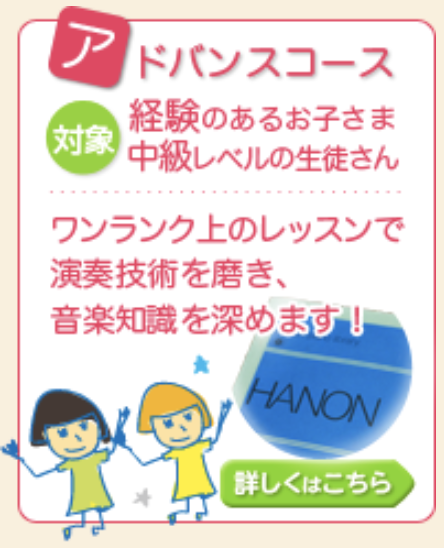 アドバンスコース
対象
経験のあるお子さま
中級レベルの生徒さん
ワンランク上のレッスンで
演奏技術を磨き、
音楽知識を深めます！
HANON
詳しくはこちら